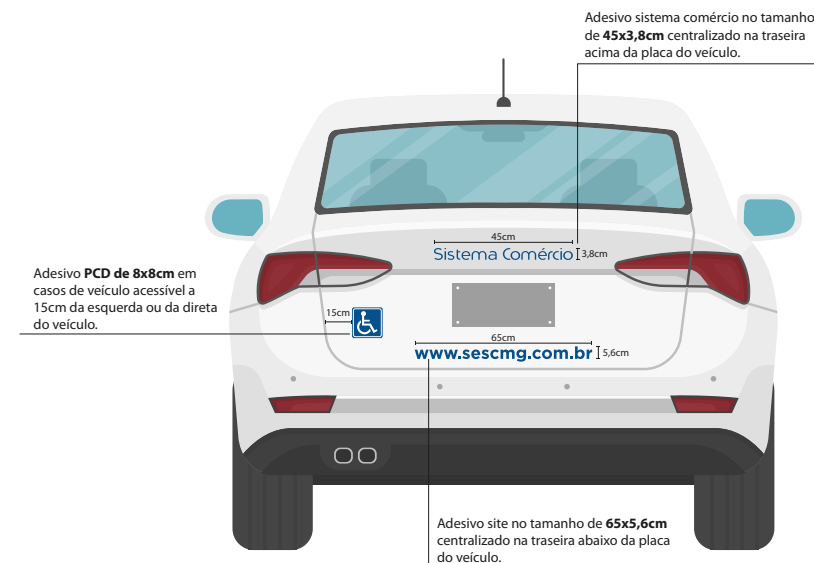 Adesivo sistema comércio no tamanho
de 45x3,8cm centralizado na traseira
acima da placa do veículo.
45cm
Sistema Comércio
3,8cm
Adesivo PCD de 8x8cm em
casos de veículo acessível a
15cm da esquerda ou da direta
do veículo.
15cm
65cm
www.sescmg.com.br
5,6cm
Adesivo site no tamanho de 65x5,6cm
centralizado na traseira abaixo da placa
do veículo.